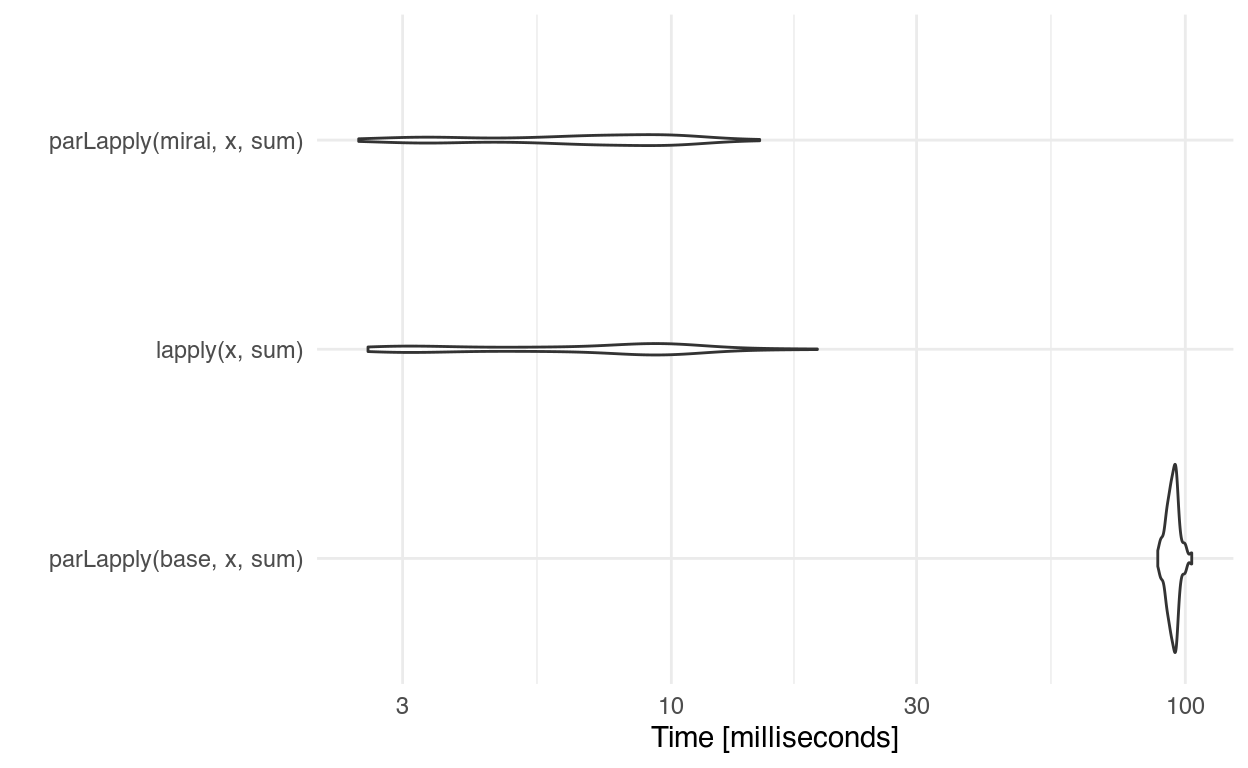 parLapply(mirai, x, sum)
lapply(x, sum)
parLapply(base, x, sum)
3 10 30 100
Time [milliseconds]